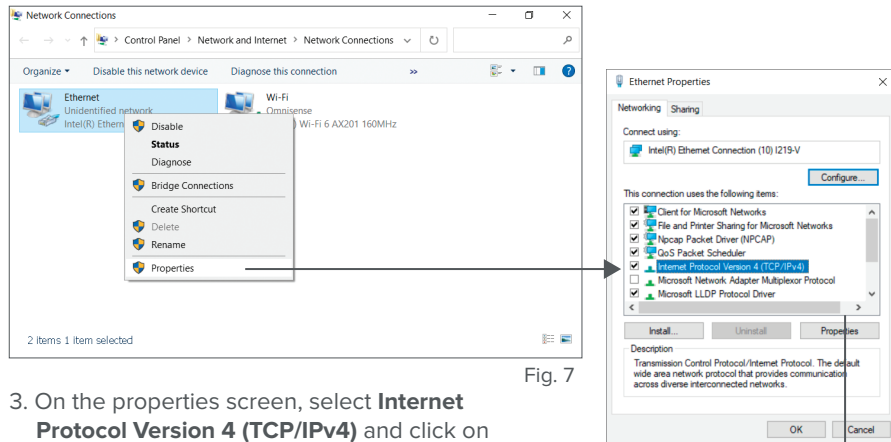 Network Connections
Control Panel > Network and Internet > Network Connections
Organize Disable this network device Diagnose this connection »
Ethernet
Unidentified network
Intel(R) Ethern
Wi-Fi
Omnisense
) Wi-Fi 6 AX201 160MHz
Disable
Status
Diagnose
Bridge Connections
Create Shortcut
Delete
Rename
Properties
2 items 1 item selected
Ethernet Properties
Networking Sharing
Connect using:
Intel(R) Ethernet Connection (10) I219-V
Configure...
This connection uses the following items:
Client for Microsoft Networks
File and Printer Sharing for Microsoft Networks
Npcap Packet Driver (NPCAP)
QoS Packet Scheduler
Internet Protocol Version 4 (TCP/IPv4)
Microsoft Network Adapter Multiplexor Protocol
Microsoft LLDP Protocol Driver
Install... Uninstall Properties
Description
Transmission Control Protocol/Internet Protocol. The default
wide area network protocol that provides communication
across diverse interconnected networks.
OK Cancel
Fig. 7
3. On the properties screen, select Internet
Protocol Version 4 (TCP/IPv4) and click on